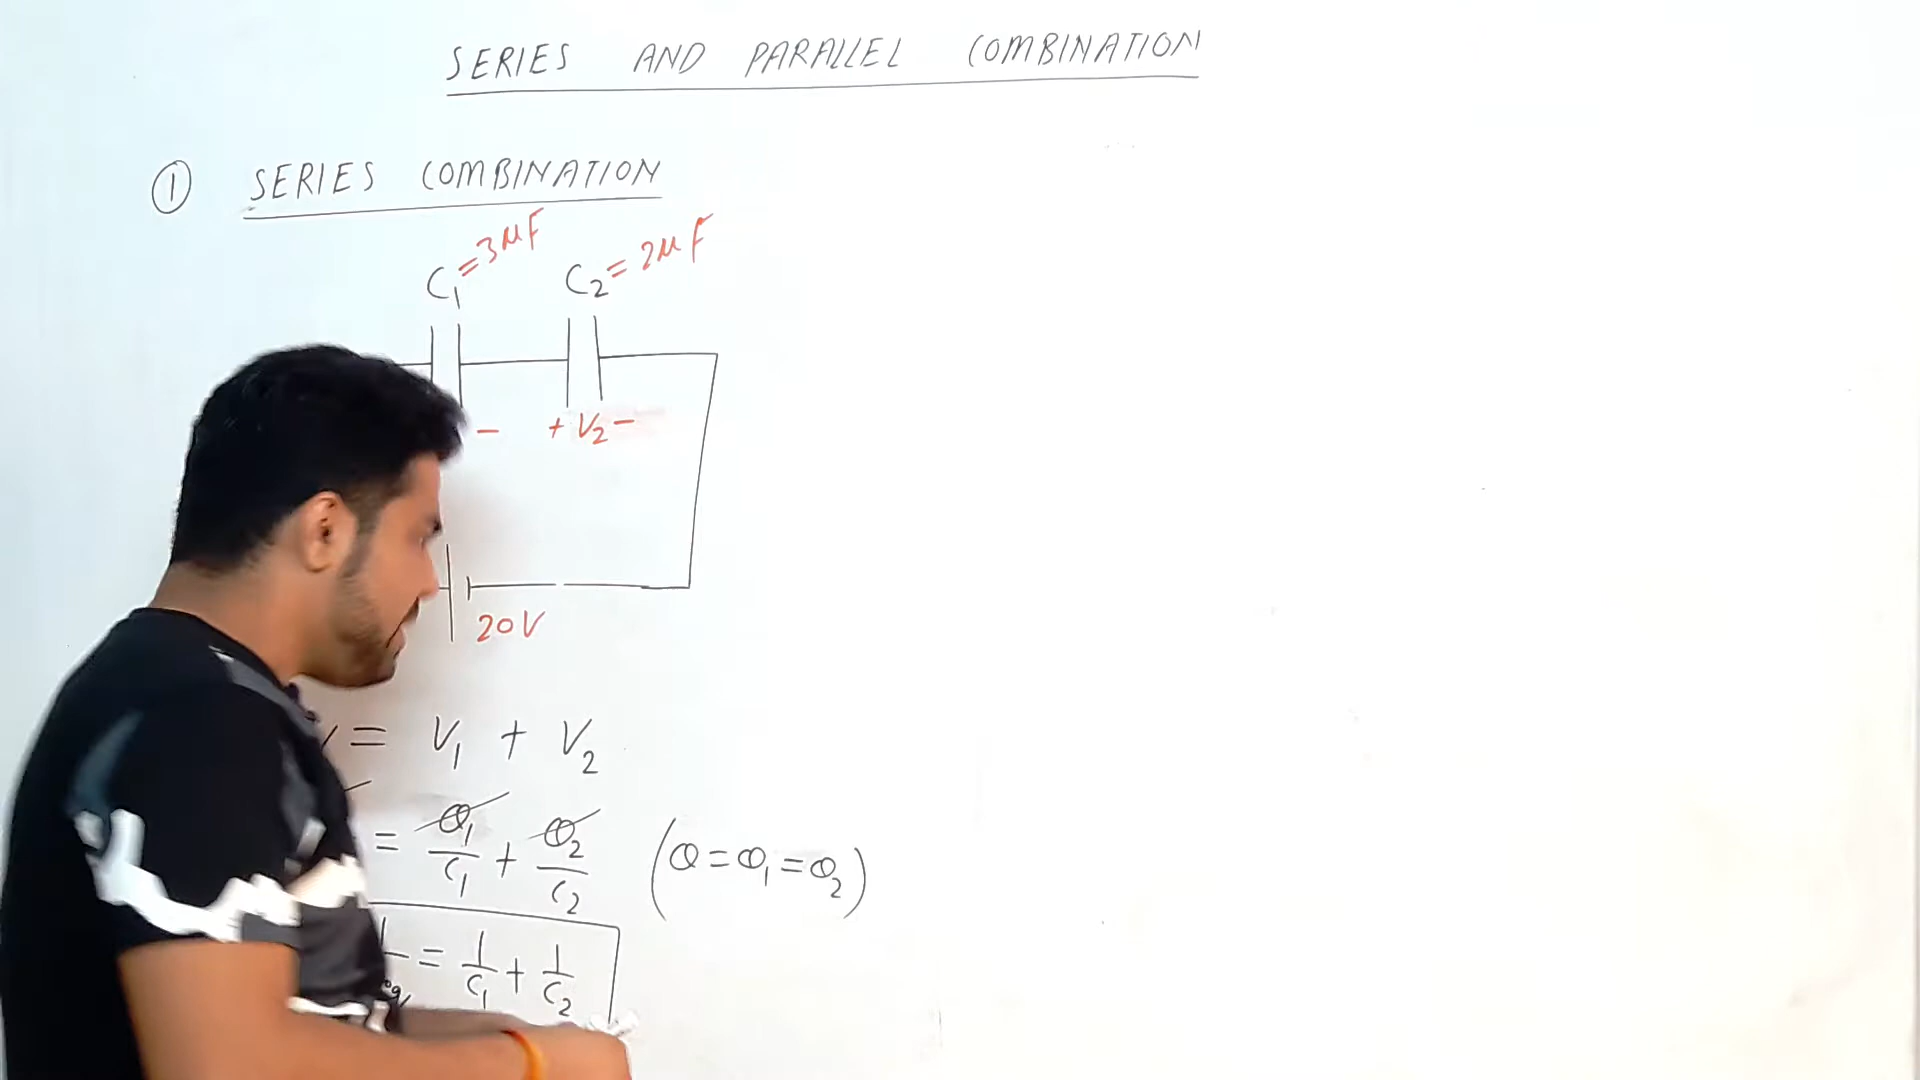 SERIES AND PARALLEL COMBINATION
① SERIES COMBINATION
C₁ = 3μF C₂ = 2μF
- + V₂ -
20V
= V₁ + V₂
= Q₁/C₁ + Q₂/C₂ (Q = Q₁ = Q₂)
= 1/C₁ + 1/C₂